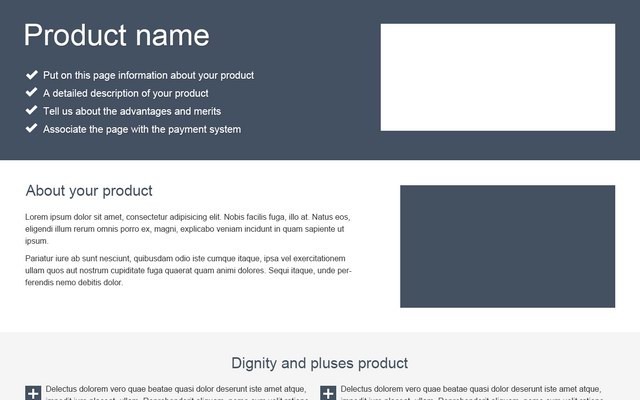 Product name
Put on this page information about your product
A detailed description of your product
Tell us about the advantages and merits
Associate the page with the payment system
About your product
Lorem ipsum dolor sit amet, consectetur adipisicing elit. Nobis facilis fuga, illo at. Natus eos,
eligendi illum rerum omnis porro ex, magni, explicabo veniam incidunt in quam sapiente ut
ipsum.
Pariatur iure ab sunt nesciunt, quibusdam odio iste cumque itaque, ipsa vel exercitationem
ullam quos aut nostrum cupiditate fuga quaerat quam animi dolores. Sequi itaque, unde per-
ferendis nemo debitis dolor.
Dignity and pluses product
Delectus dolorem vero quae beatae quasi dolor deserunt iste amet atque,
Delectus dolorem vero quae beatae quasi dolor deserunt iste amet atque,